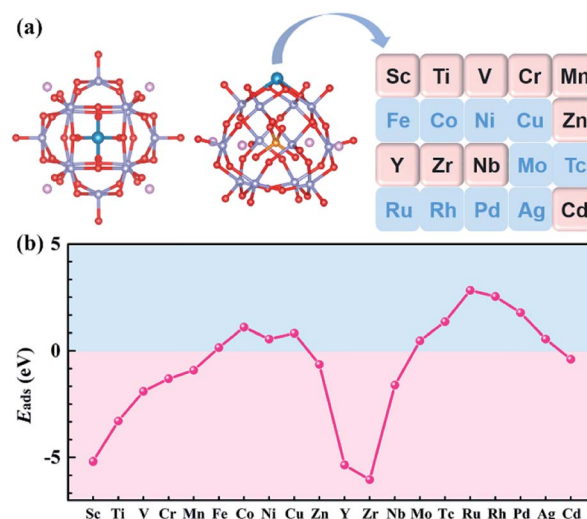 (a)
Sc Ti V Cr Mn
Fe Co Ni Cu Zn
Y Zr Nb Mo Tc
Ru Rh Pd Ag Cd
(b)
5
0
-5
Eads (eV)
Sc Ti V Cr Mn Fe Co Ni Cu Zn Y Zr Nb Mo Tc Ru Rh Pd Ag Cd